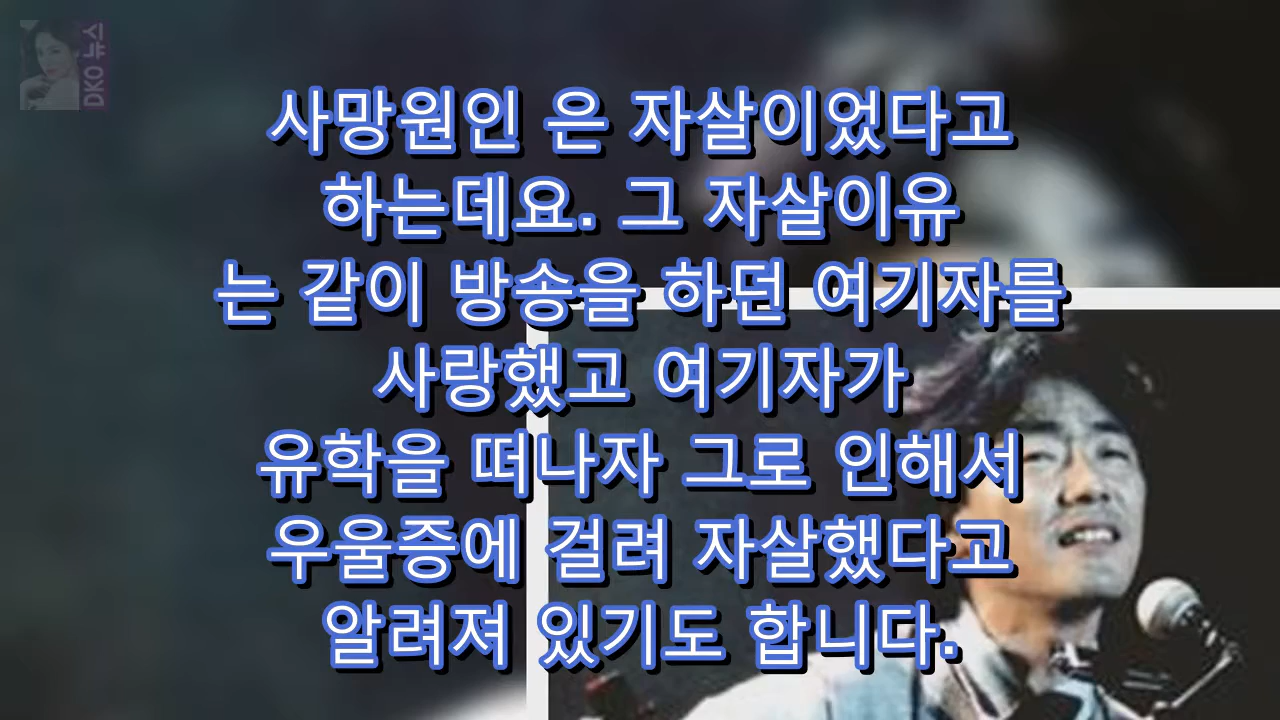 DKO 뉴스
사망원인 은 자살이었다고
하는데요. 그 자살이유
는 같이 방송을 하던 여기자를
사랑했고 여기자가
유학을 떠나자 그로 인해서
우울증에 걸려 자살했다고
알려져 있기도 합니다.